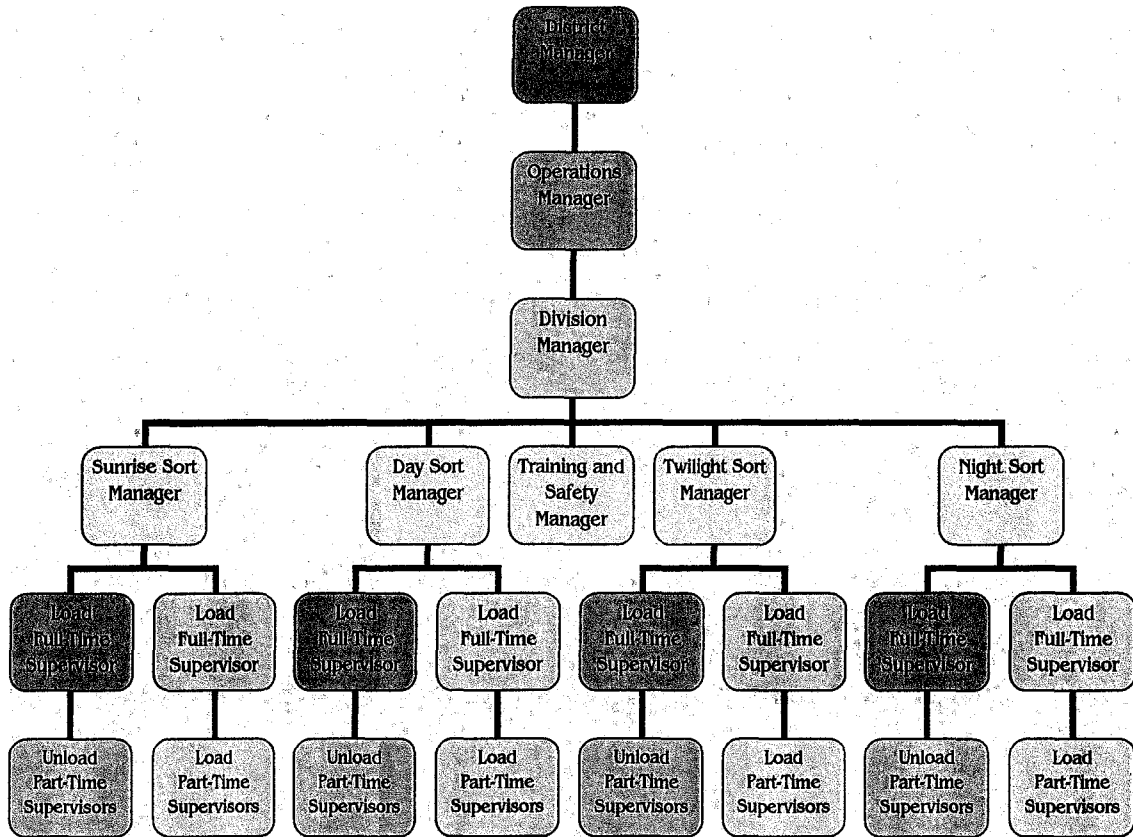 District
Manager
Operations
Manager
Division
Manager
Sunrise Sort
Manager
Day Sort
Manager
Training and
Safety
Manager
Twilight Sort
Manager
Night Sort
Manager
Load
Full-Time
Supervisor
Load
Full-Time
Supervisor
Load
Full-Time
Supervisor
Load
Full-Time
Supervisor
Load
Full-Time
Supervisor
Load
Full-Time
Supervisor
Load
Full-Time
Supervisor
Load
Full-Time
Supervisor
Unload
Part-Time
Supervisors
Load
Part-Time
Supervisors
Unload
Part-Time
Supervisors
Load
Part-Time
Supervisors
Unload
Part-Time
Supervisors
Load
Part-Time
Supervisors
Unload
Part-Time
Supervisors
Load
Part-Time
Supervisors